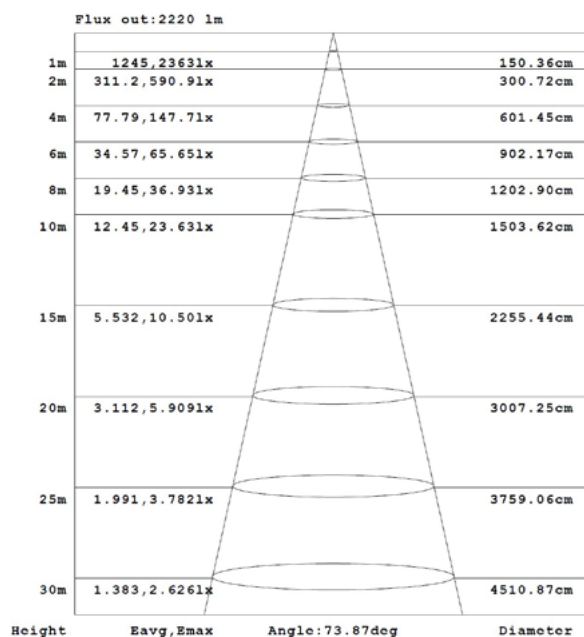 Flux out:2220 lm
1m 1245,2363lx 150.36cm
2m 311.2,590.9lx 300.72cm
4m 77.79,147.7lx 601.45cm
6m 34.57,65.65lx 902.17cm
8m 19.45,36.93lx 1202.90cm
10m 12.45,23.63lx 1503.62cm
15m 5.532,10.50lx 2255.44cm
20m 3.112,5.909lx 3007.25cm
25m 1.991,3.782lx 3759.06cm
30m 1.383,2.626lx 4510.87cm
Height Eavg,Emax Angle:73.87deg Diameter